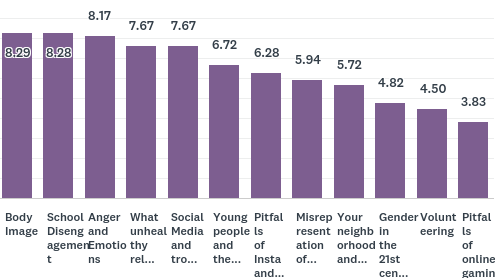 8.29
8.28
8.17
7.67
7.67
6.72
6.28
5.94
5.72
4.82
4.50
3.83
Body
Image
School
Diseng
agemen
t
Anger
and
Emotio
ns
What
unheal
thy
rel...
Social
Media
and
tro...
Young
people
and
the...
Pitfal
ls
of
Insta
and...
Misrep
resent
ation
of...
Your
neighb
orhood
and...
Gender
in
the
21st
cen...
Volunt
eering
Pitfal
ls
of
online
gamin